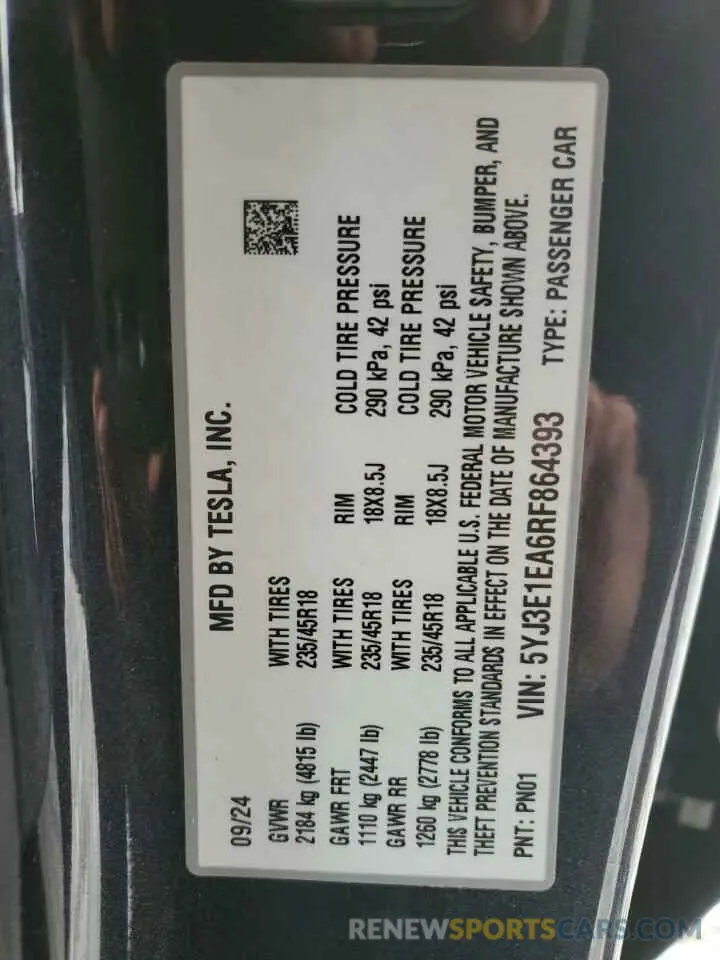 MFD BY TESLA, INC.
09/24
GVWR WITH TIRES
2184 kg (4815 lb) 235/45R18
GAWR FRT WITH TIRES RIM COLD TIRE PRESSURE
1110 kg (2447 lb) 235/45R18 18X8.5J 290 kPa, 42 psi
GAWR RR WITH TIRES RIM COLD TIRE PRESSURE
1260 kg (2778 lb) 235/45R18 18X8.5J 290 kPa, 42 psi
THIS VEHICLE CONFORMS TO ALL APPLICABLE U.S. FEDERAL MOTOR VEHICLE SAFETY, BUMPER, AND
THEFT PREVENTION STANDARDS IN EFFECT ON THE DATE OF MANUFACTURE SHOWN ABOVE.
PNT: PN01 VIN: 5YJ3E1EA6RF864393 TYPE: PASSENGER CAR
RENEWSPORTSCARS.COM